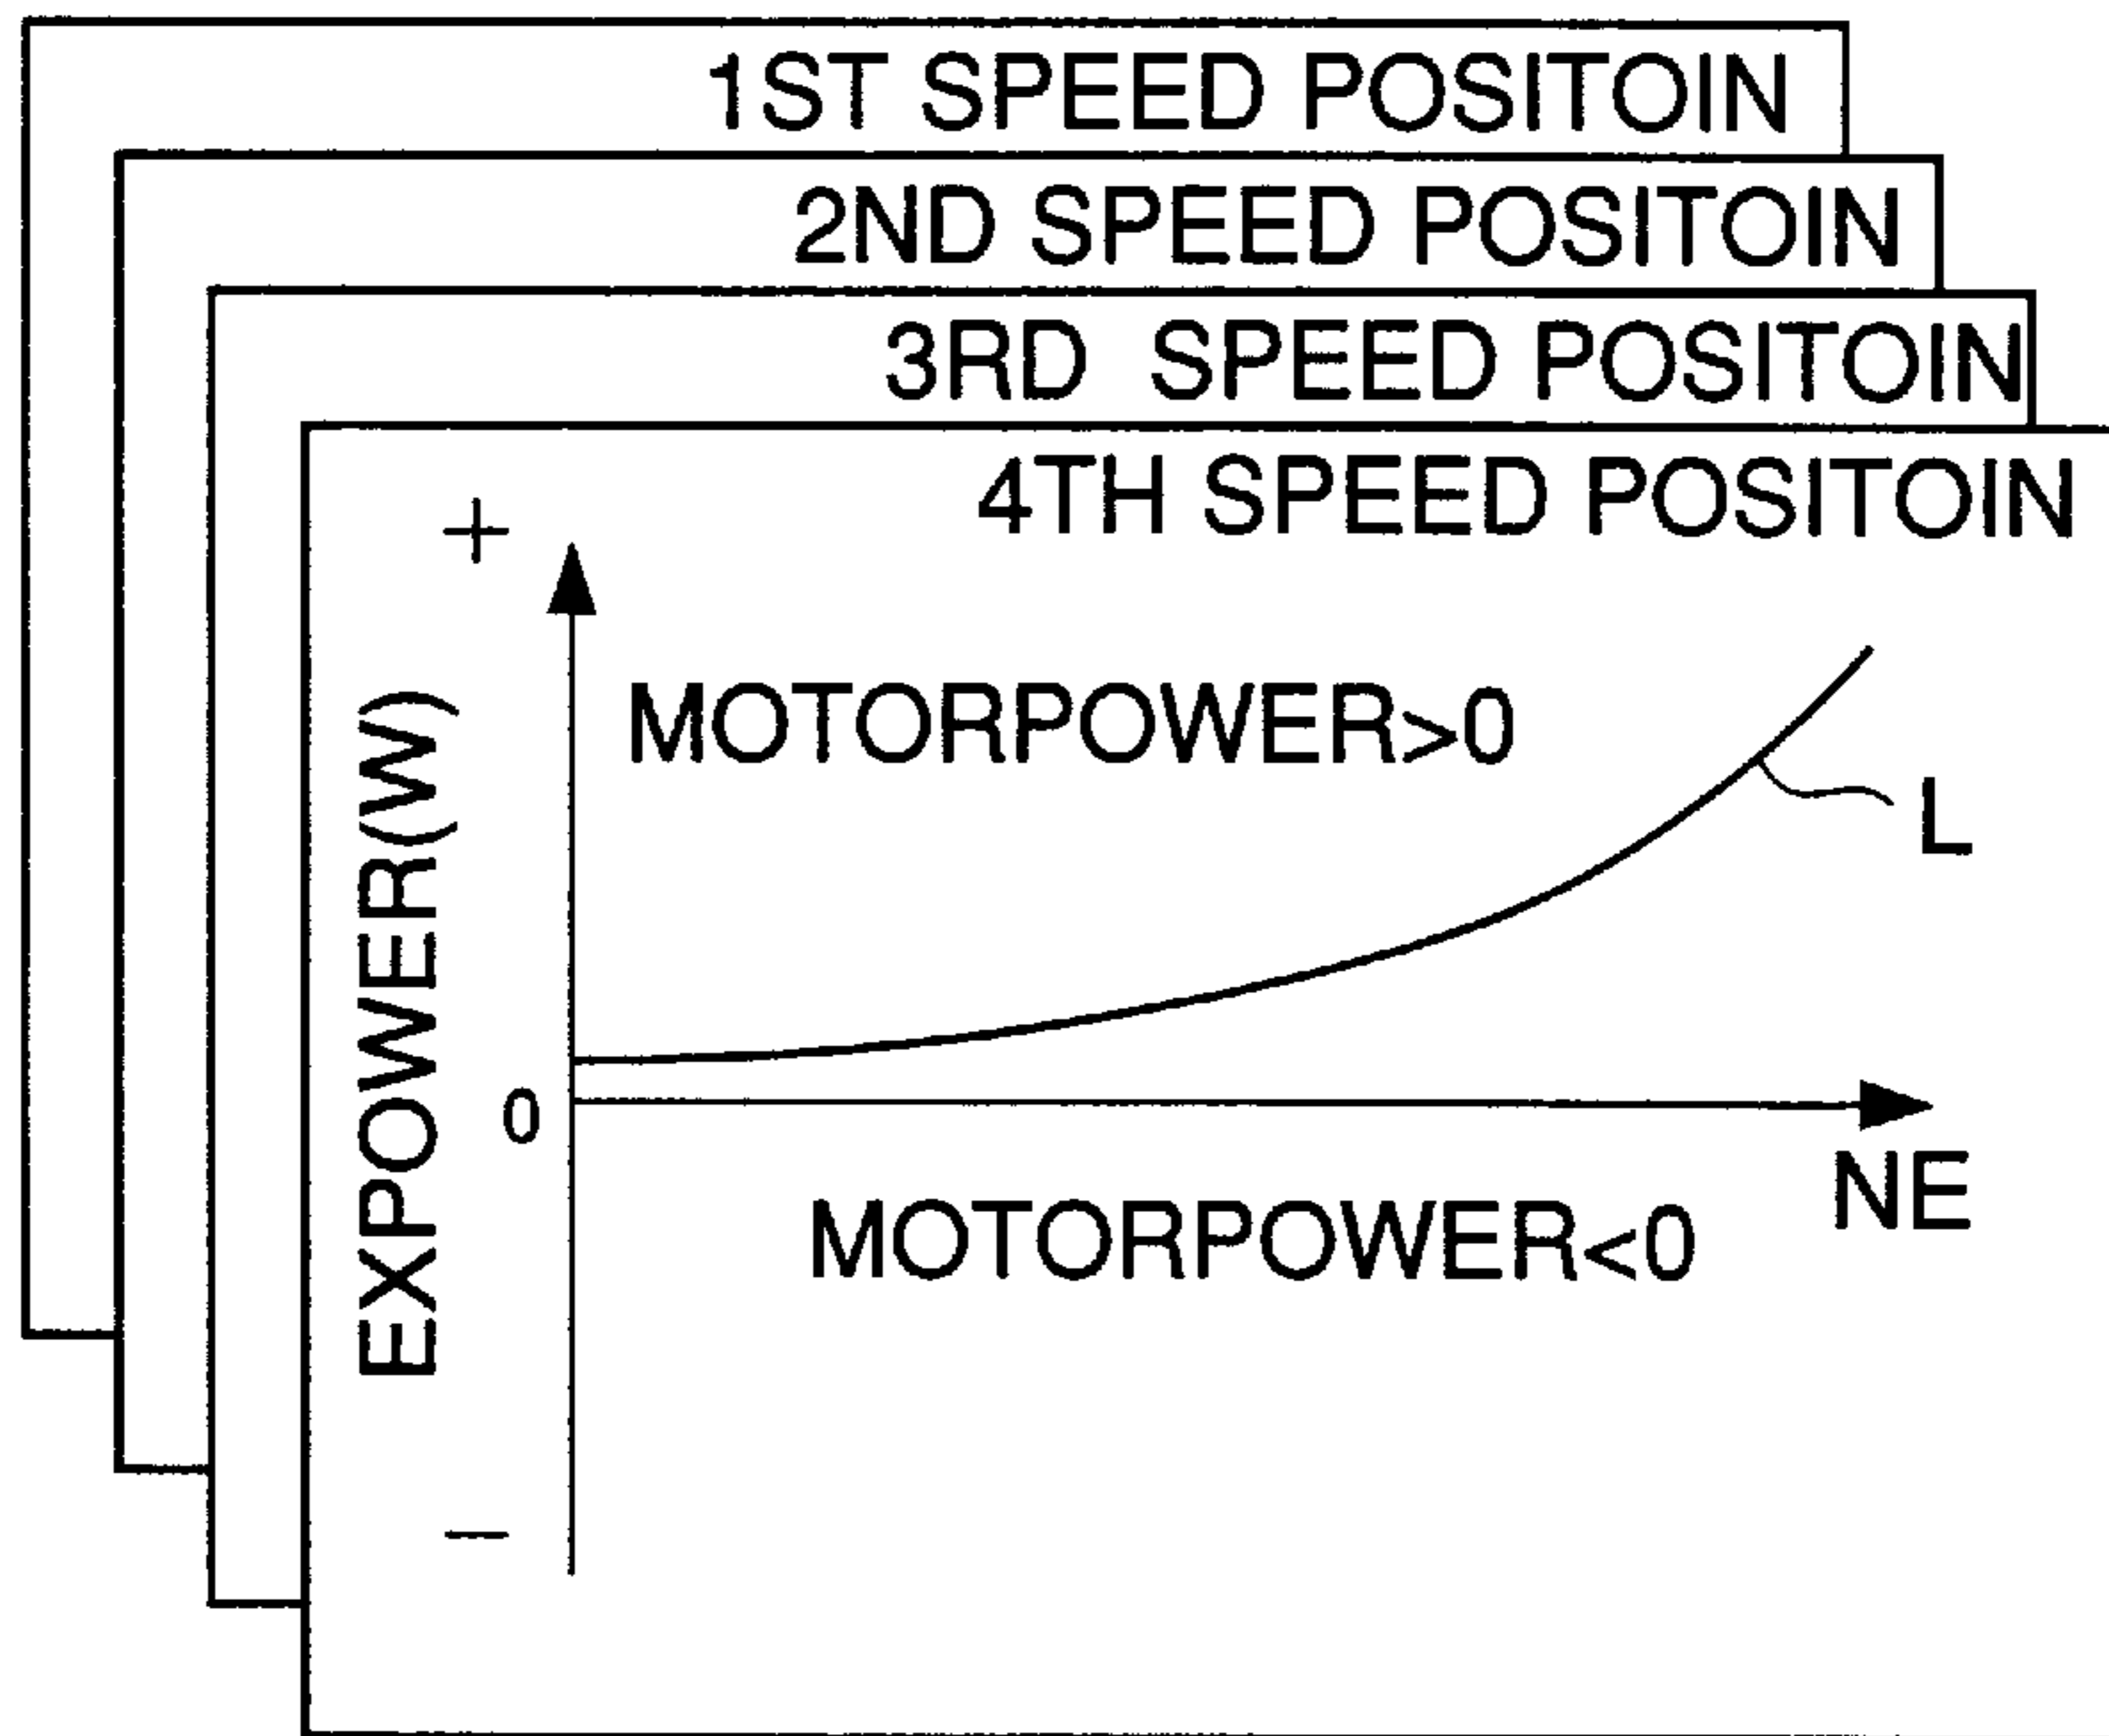 1ST SPEED POSITOIN
2ND SPEED POSITOIN
3RD SPEED POSITOIN
4TH SPEED POSITOIN
+
MOTORPOWER>0
EXPOWER(W)
L
0
NE
MOTORPOWER<0
−